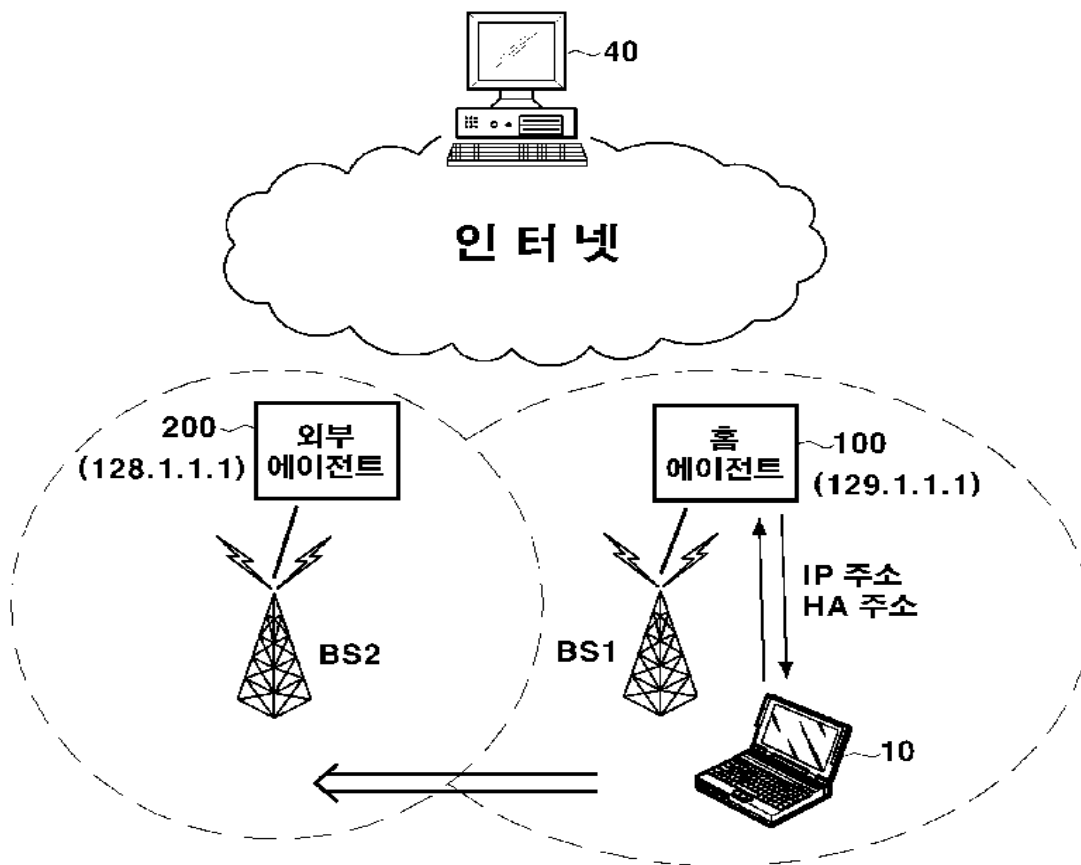 40
인터넷
200
(128.1.1.1)
외부
에이전트
홈
에이전트
100
(129.1.1.1)
IP 주소
HA 주소
BS2
BS1
10